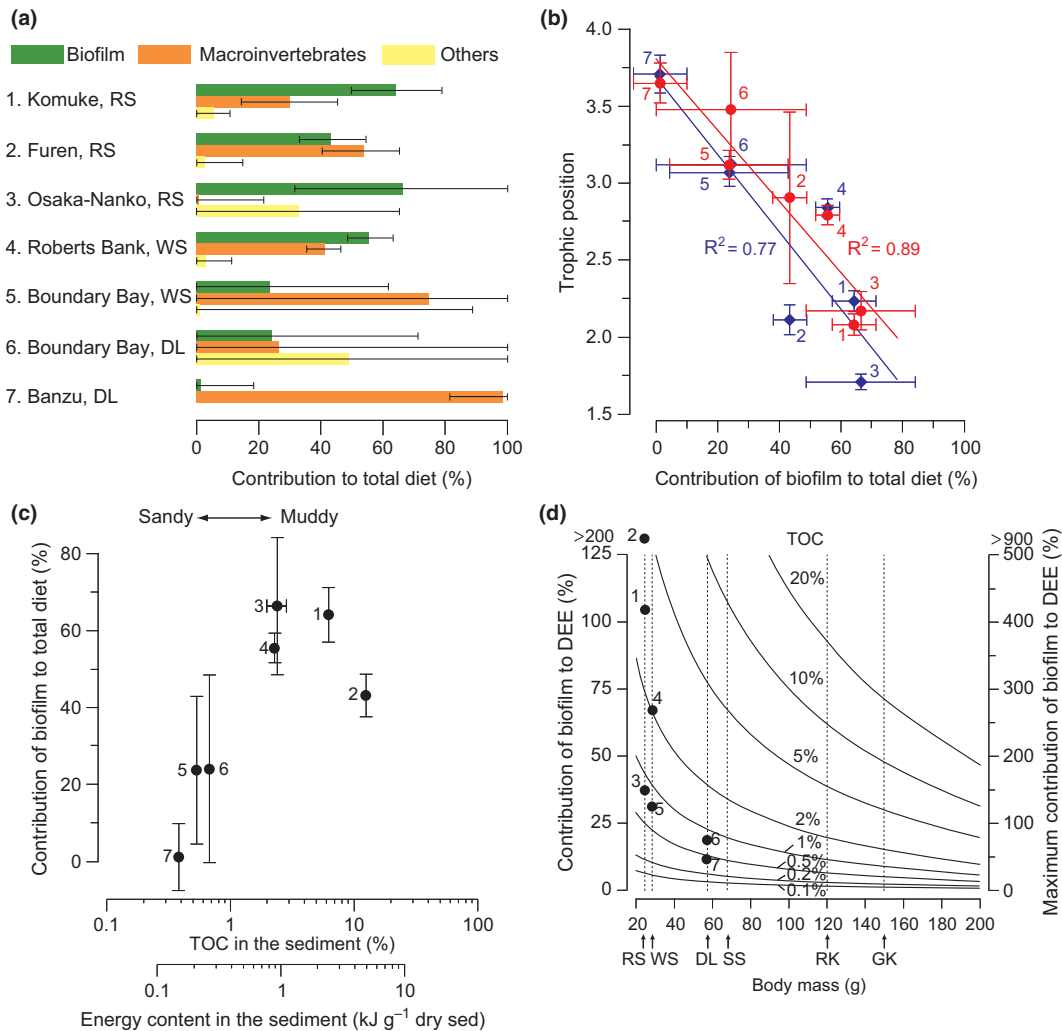 (a)
Biofilm Macroinvertebrates Others
1. Komuke, RS
2. Furen, RS
3. Osaka-Nanko, RS
4. Roberts Bank, WS
5. Boundary Bay, WS
6. Boundary Bay, DL
7. Banzu, DL
0 20 40 60 80 100
Contribution to total diet (%)
(b)
4.0
3.5
3.0
2.5
2.0
1.5
Trophic position
7
7
6
6
5
5
2
4
4
R² = 0.77
R² = 0.89
1
3
2
1
3
0 20 40 60 80 100
Contribution of biofilm to total diet (%)
(c)
Sandy Muddy
80
60
40
20
0
Contribution of biofilm to total diet (%)
3
1
4
2
5
6
7
0.1 1 10 100
TOC in the sediment (%)
0.1 1 10
Energy content in the sediment (kJ g⁻¹ dry sed)
(d)
>200
125
100
75
50
25
0
Contribution of biofilm to DEE (%)
2
1
4
3
5
6
7
TOC
20%
10%
5%
2%
1%
0.5%
0.2%
0.1%
>900
500
400
300
200
100
0
Maximum contribution of biofilm to DEE (%)
20 40 60 80 100 120 140 160 180 200
RS WS DL SS RK GK
Body mass (g)